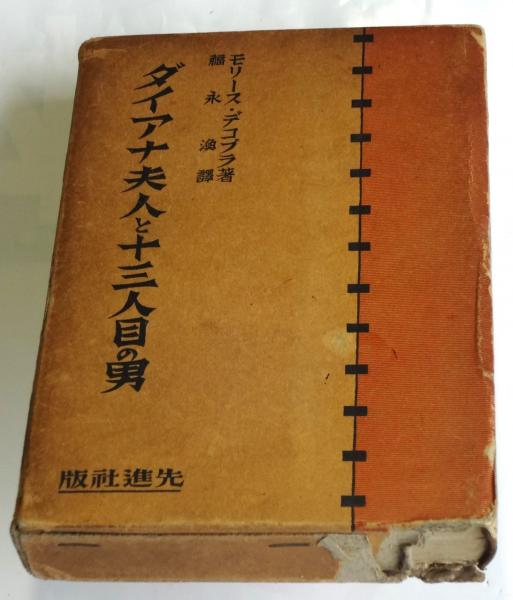 モリース・デコブラ著
福永渙譯
ダイアナ夫人と十三人目の男
先進社版